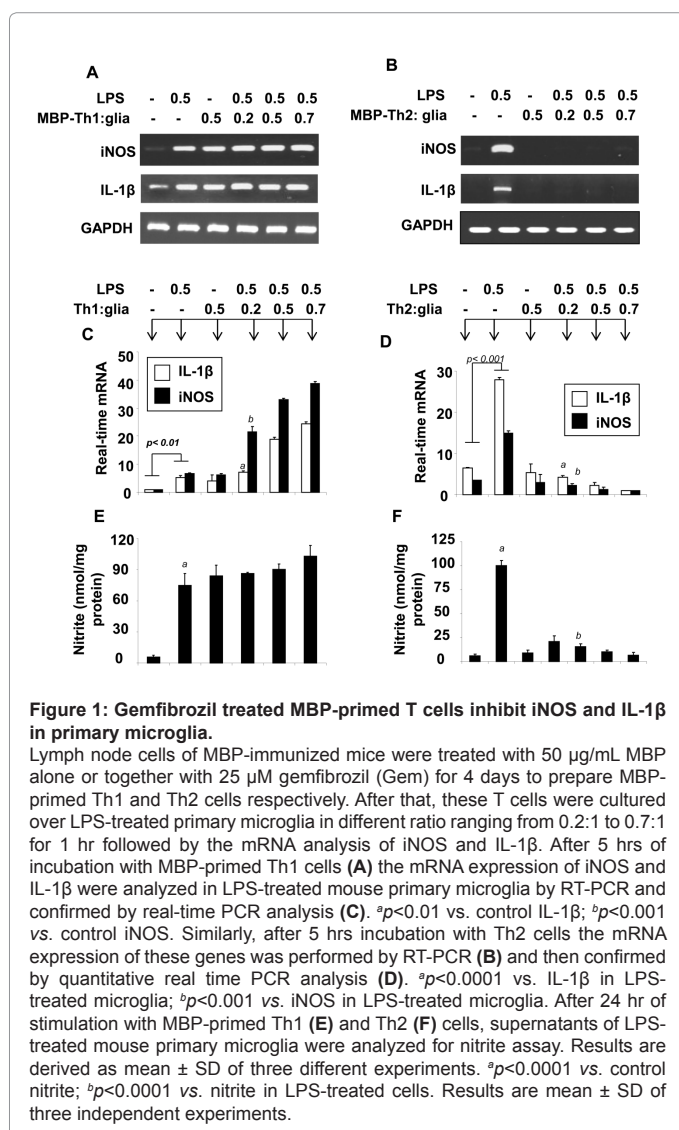 A
LPS - 0.5 - 0.5 0.5 0.5
MBP-Th1:glia - - 0.5 0.2 0.5 0.7
iNOS
IL-1β
GAPDH
B
LPS - 0.5 - 0.5 0.5 0.5
MBP-Th2: glia - - 0.5 0.2 0.5 0.7
iNOS
IL-1β
GAPDH
LPS - 0.5 - 0.5 0.5 0.5
Th1:glia - - 0.5 0.2 0.5 0.7
C
Real-time mRNA
50
40
30
20
10
0
IL-1β
iNOS
p< 0.01
a
b
LPS - 0.5 - 0.5 0.5 0.5
Th2:glia - - 0.5 0.2 0.5 0.7
D
Real-time mRNA
30
20
10
0
p< 0.001
IL-1β
iNOS
a
b
E
Nitrite (nmol/mg
protein)
120
90
60
30
0
a
F
Nitrite (nmol/mg
protein)
125
100
75
50
25
0
a
b
Figure 1: Gemfibrozil treated MBP-primed T cells inhibit iNOS and IL-1β
in primary microglia.
Lymph node cells of MBP-immunized mice were treated with 50 µg/mL MBP
alone or together with 25 µM gemfibrozil (Gem) for 4 days to prepare MBP-
primed Th1 and Th2 cells respectively. After that, these T cells were cultured
over LPS-treated primary microglia in different ratio ranging from 0.2:1 to 0.7:1
for 1 hr followed by the mRNA analysis of iNOS and IL-1β. After 5 hrs of
incubation with MBP-primed Th1 cells (A) the mRNA expression of iNOS and
IL-1β were analyzed in LPS-treated mouse primary microglia by RT-PCR and
confirmed by real-time PCR analysis (C). ap<0.01 vs. control IL-1β; bp<0.001
vs. control iNOS. Similarly, after 5 hrs incubation with Th2 cells the mRNA
expression of these genes was performed by RT-PCR (B) and then confirmed
by quantitative real time PCR analysis (D). ap<0.0001 vs. IL-1β in LPS-
treated microglia; bp<0.001 vs. iNOS in LPS-treated microglia. After 24 hr of
stimulation with MBP-primed Th1 (E) and Th2 (F) cells, supernatants of LPS-
treated mouse primary microglia were analyzed for nitrite assay. Results are
derived as mean ± SD of three different experiments. ap<0.0001 vs. control
nitrite; bp<0.0001 vs. nitrite in LPS-treated cells. Results are mean ± SD of
three independent experiments.